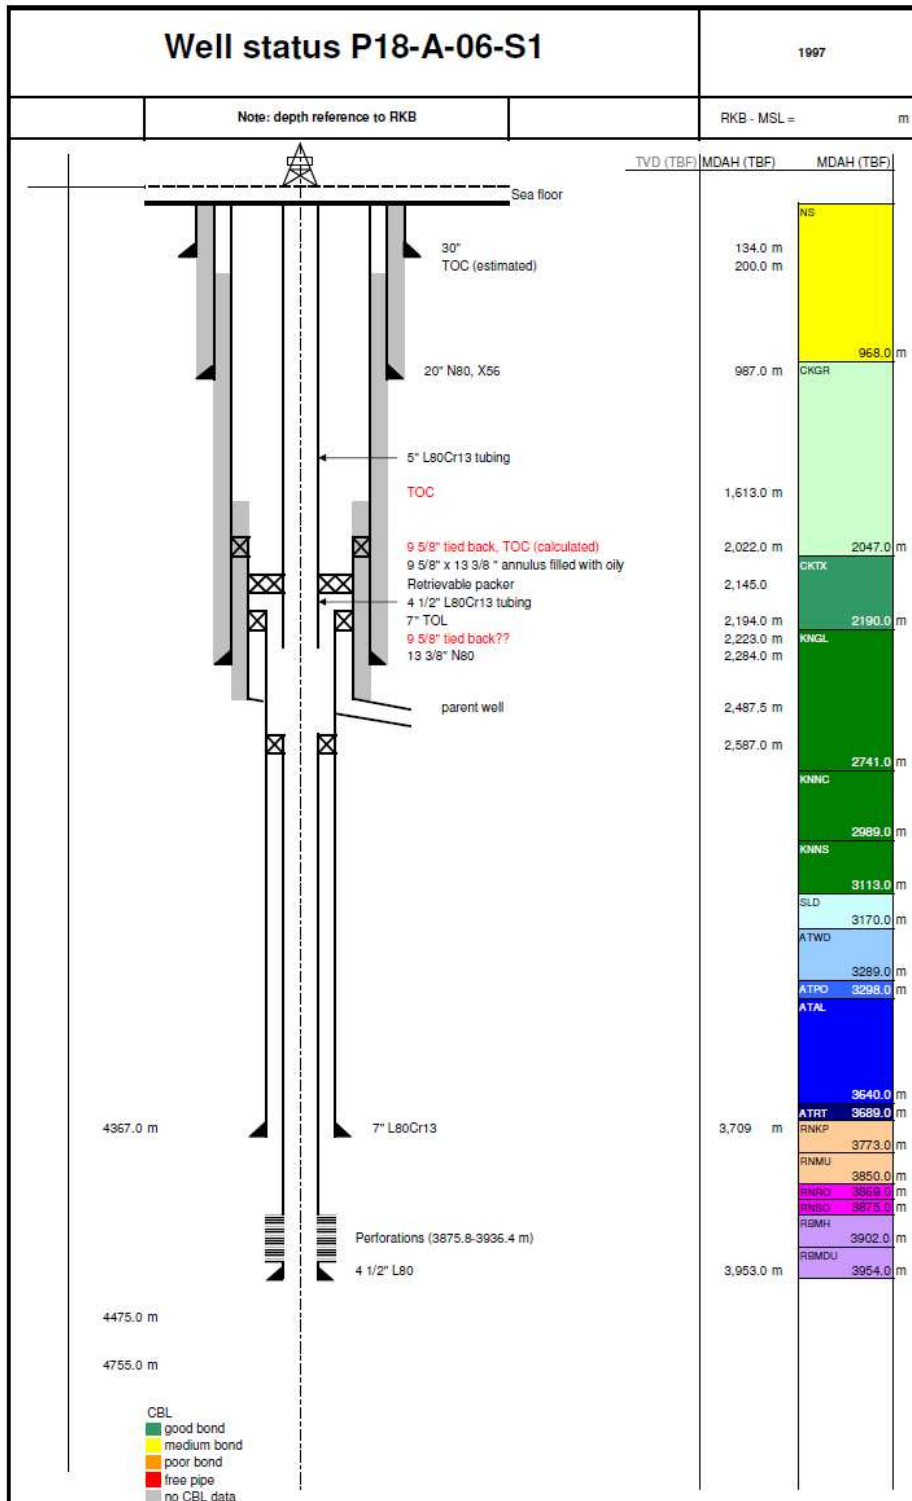 Well status P18-A-06-S1
1997
Note: depth reference to RKB
RKB - MSL = m
TVD (TBF) MDAH (TBF) MDAH (TBF)
Sea floor
NS
30" 134.0 m
TOC (estimated) 200.0 m
968.0 m
20" N80, X56 987.0 m
CKGR
5" L80Cr13 tubing
TOC 1,613.0 m
9 5/8" tied back, TOC (calculated) 2,022.0 m 2047.0 m
9 5/8" x 13 3/8 " annulus filled with oily
CKTX
Retrievable packer 2,145.0
4 1/2" L80Cr13 tubing
7" TOL 2,194.0 m 2190.0 m
9 5/8" tied back?? 2,223.0 m
KNGL
13 3/8" N80 2,284.0 m
parent well 2,487.5 m
2,587.0 m
2741.0 m
KNNC
2989.0 m
KNNS
3113.0 m
SLD
3170.0 m
ATWD
3289.0 m
ATPO 3298.0 m
ATAL
3640.0 m
ATRT 3689.0 m
4367.0 m 7" L80Cr13 3,709 m
RNKP
3773.0 m
RNMU
3850.0 m
RNRO 3869.0 m
RNSO 3875.0 m
RBMH
Perforations (3875.8-3936.4 m)
3902.0 m
RBMDU
4 1/2" L80 3,953.0 m 3954.0 m
4475.0 m
4755.0 m
CBL
good bond
medium bond
poor bond
free pipe
no CBL data